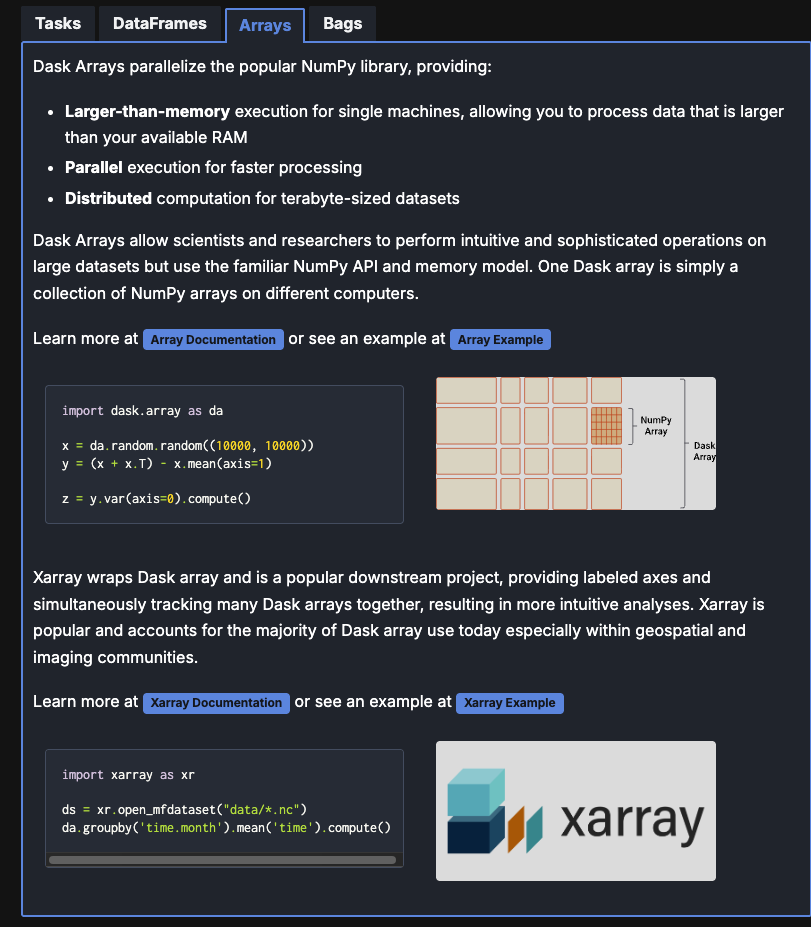 Tasks DataFrames Arrays Bags
Dask Arrays parallelize the popular NumPy library, providing:
• Larger-than-memory execution for single machines, allowing you to process data that is larger
than your available RAM
• Parallel execution for faster processing
• Distributed computation for terabyte-sized datasets
Dask Arrays allow scientists and researchers to perform intuitive and sophisticated operations on
large datasets but use the familiar NumPy API and memory model. One Dask array is simply a
collection of NumPy arrays on different computers.
Learn more at Array Documentation or see an example at Array Example
import dask.array as da
x = da.random.random((10000, 10000))
y = (x + x.T) - x.mean(axis=1)
z = y.var(axis=0).compute()
NumPy
Array
Dask
Array
Xarray wraps Dask array and is a popular downstream project, providing labeled axes and
simultaneously tracking many Dask arrays together, resulting in more intuitive analyses. Xarray is
popular and accounts for the majority of Dask array use today especially within geospatial and
imaging communities.
Learn more at Xarray Documentation or see an example at Xarray Example
import xarray as xr
ds = xr.open_mfdataset("data/*.nc")
da.groupby('time.month').mean('time').compute()
xarray